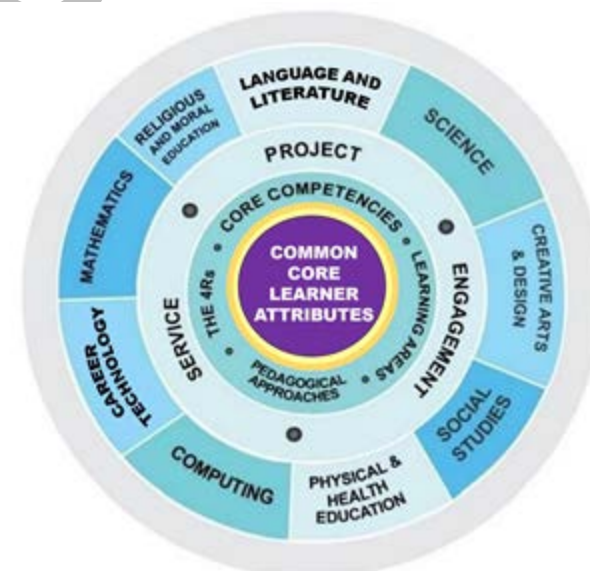 LANGUAGE AND
LITERATURE
SCIENCE
CREATIVE ARTS
& DESIGN
SOCIAL
STUDIES
PHYSICAL &
HEALTH
EDUCATION
COMPUTING
CAREER
TECHNOLOGY
MATHEMATICS
RELIGIOUS
AND MORAL
EDUCATION
PROJECT
ENGAGEMENT
SERVICE
CORE COMPETENCIES
LEARNING AREAS
PEDAGOGICAL
APPROACHES
THE 4Rs
COMMON
CORE
LEARNER
ATTRIBUTES